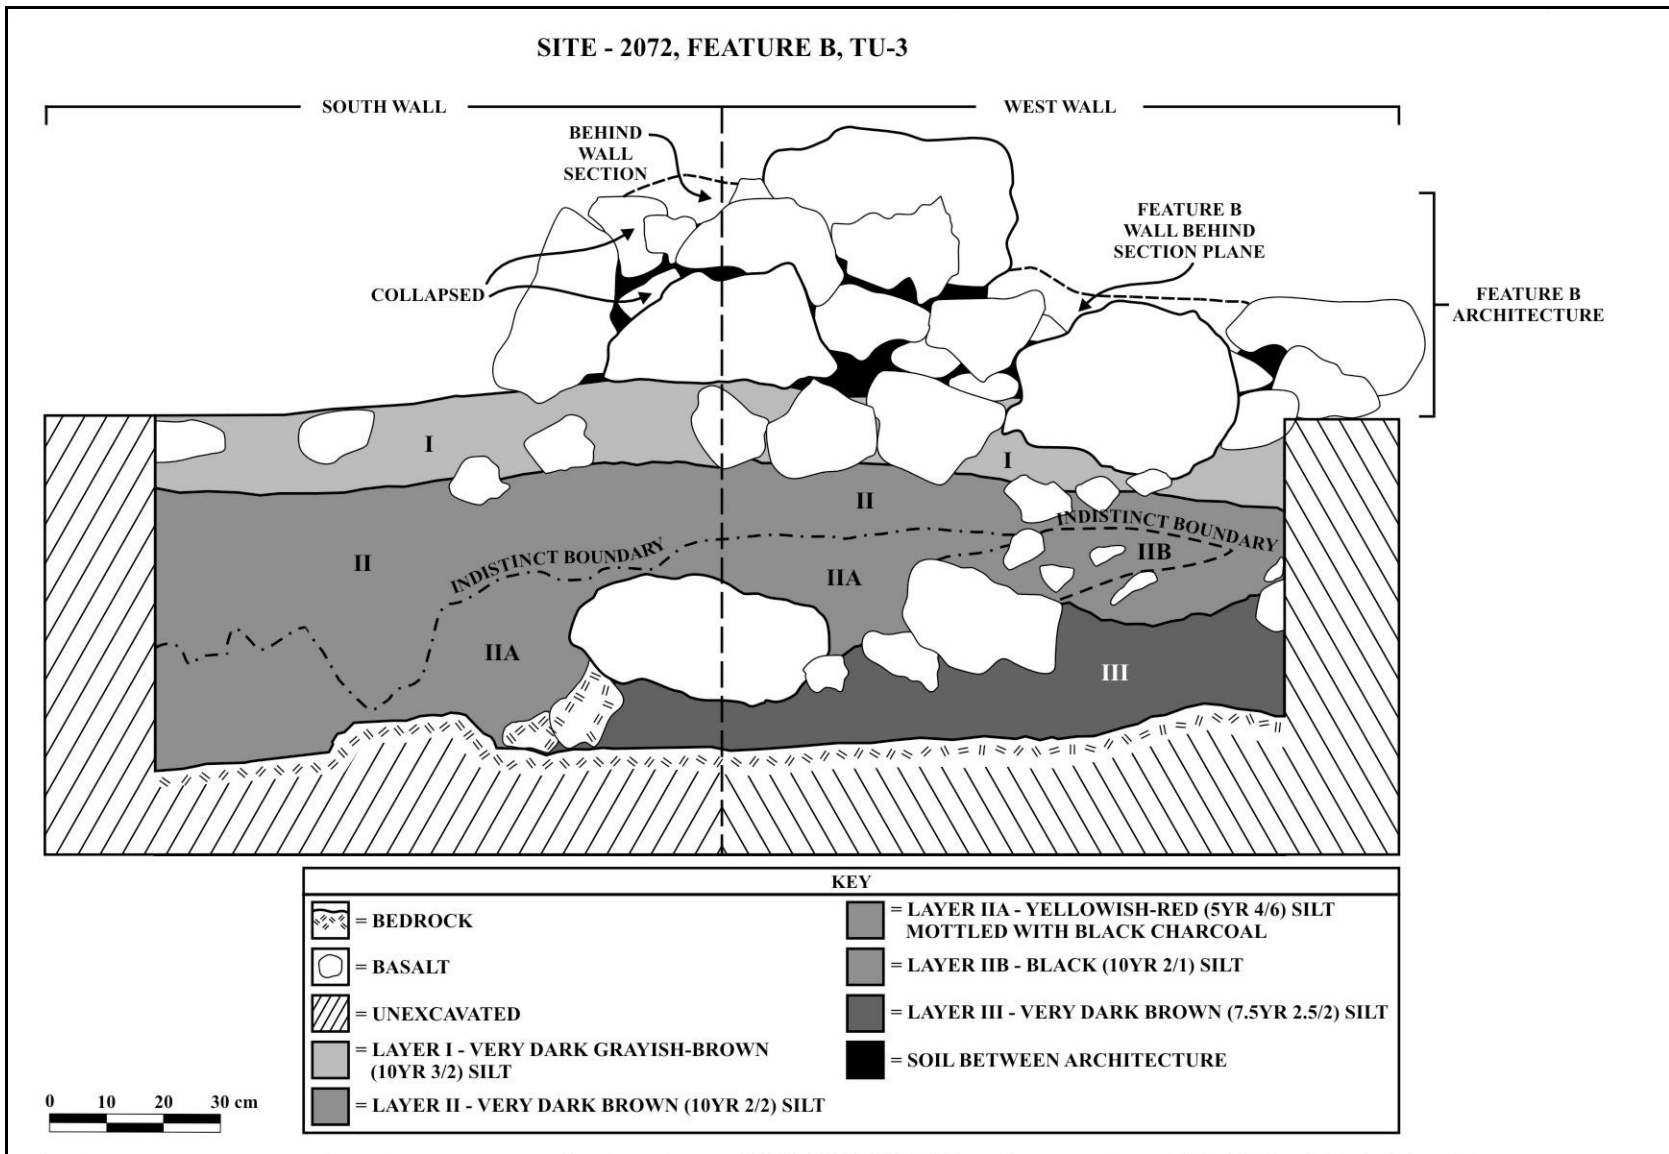 SITE - 2072, FEATURE B, TU-3
SOUTH WALL
WEST WALL
BEHIND
WALL
SECTION
COLLAPSED
FEATURE B
WALL BEHIND
SECTION PLANE
FEATURE B
ARCHITECTURE
I
I
II
INDISTINCT BOUNDARY
IIB
II
INDISTINCT BOUNDARY
IIA
IIA
III
KEY
= BEDROCK
= BASALT
= UNEXCAVATED
= LAYER I - VERY DARK GRAYISH-BROWN
(10YR 3/2) SILT
= LAYER II - VERY DARK BROWN (10YR 2/2) SILT
= LAYER IIA - YELLOWISH-RED (5YR 4/6) SILT
MOTTLED WITH BLACK CHARCOAL
= LAYER IIB - BLACK (10YR 2/1) SILT
= LAYER III - VERY DARK BROWN (7.5YR 2.5/2) SILT
= SOIL BETWEEN ARCHITECTURE
0 10 20 30 cm